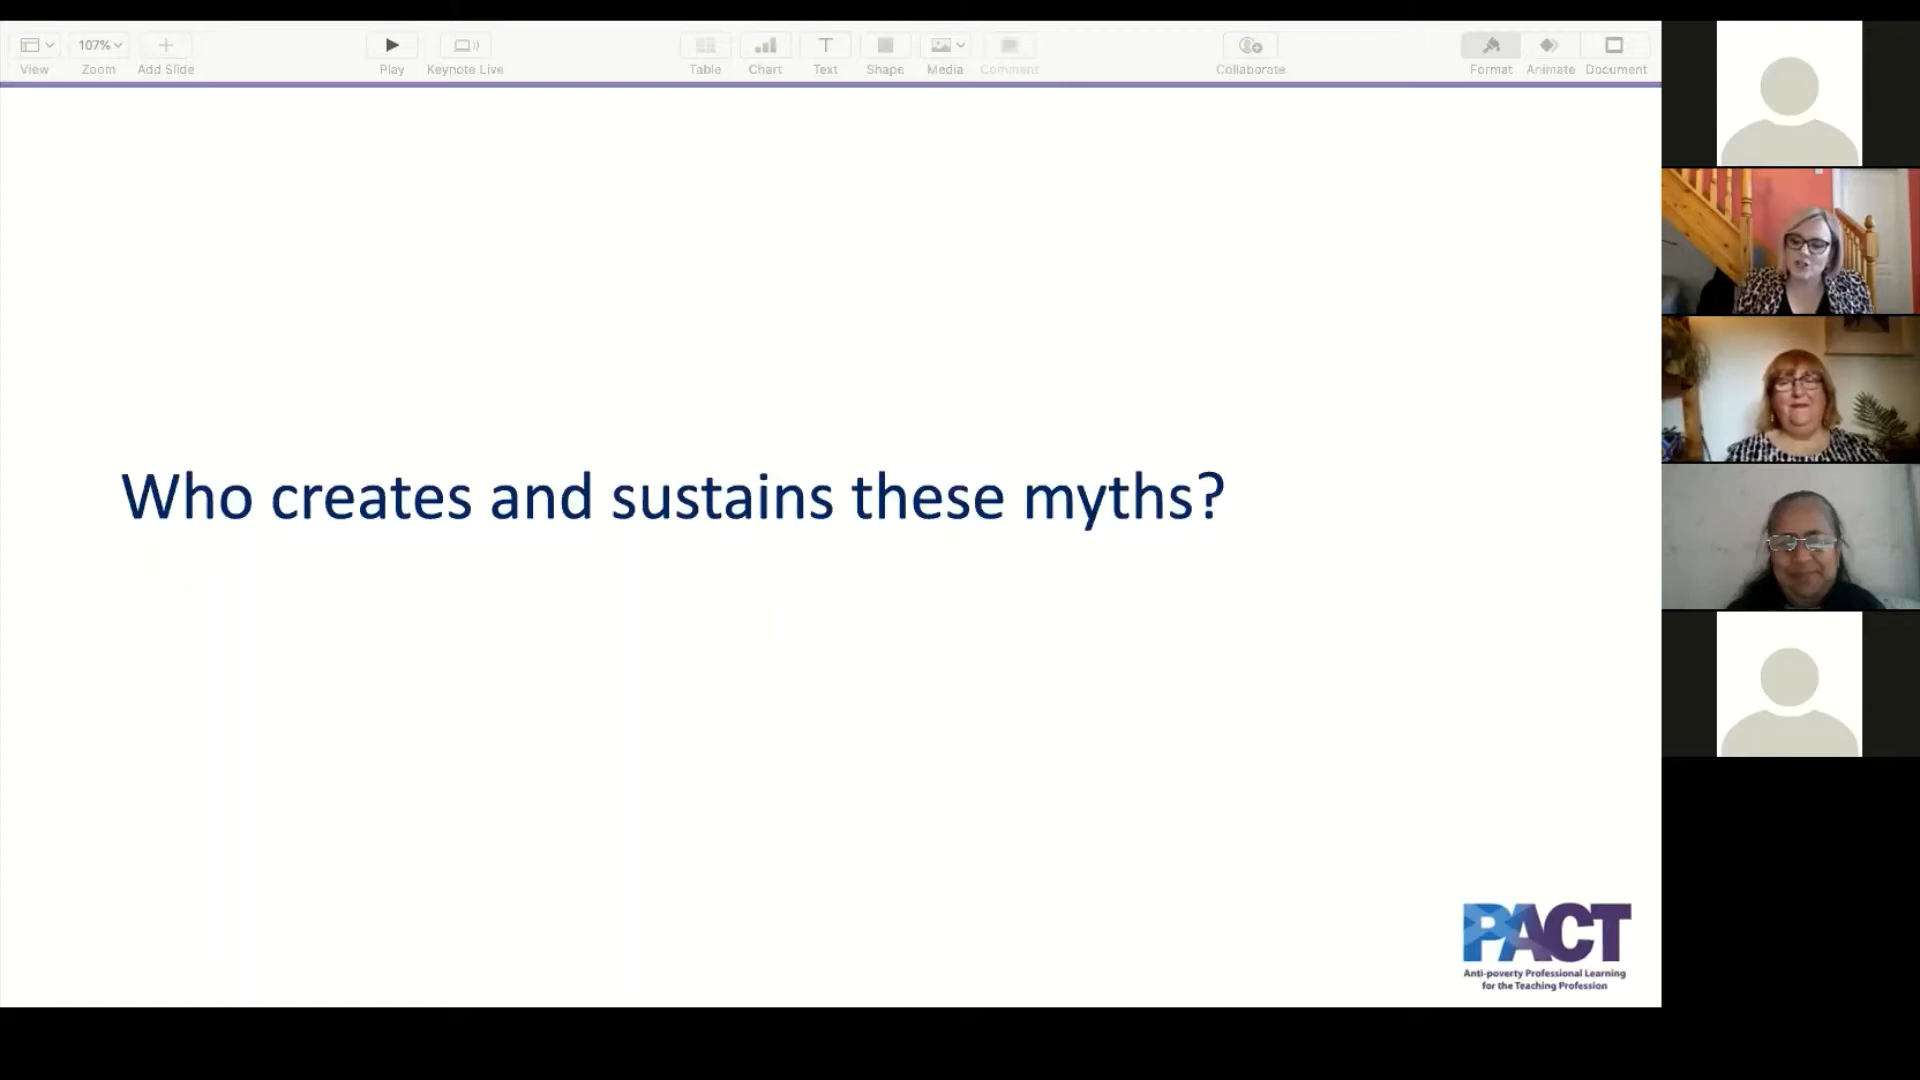 107%
View
Zoom
Add Slide
Play
Keynote Live
Table
Chart
Text
Shape
Media
Comment
Collaborate
Format
Animate
Document
Who creates and sustains these myths?
PACT
Anti-poverty Professional Learning
for the Teaching Profession